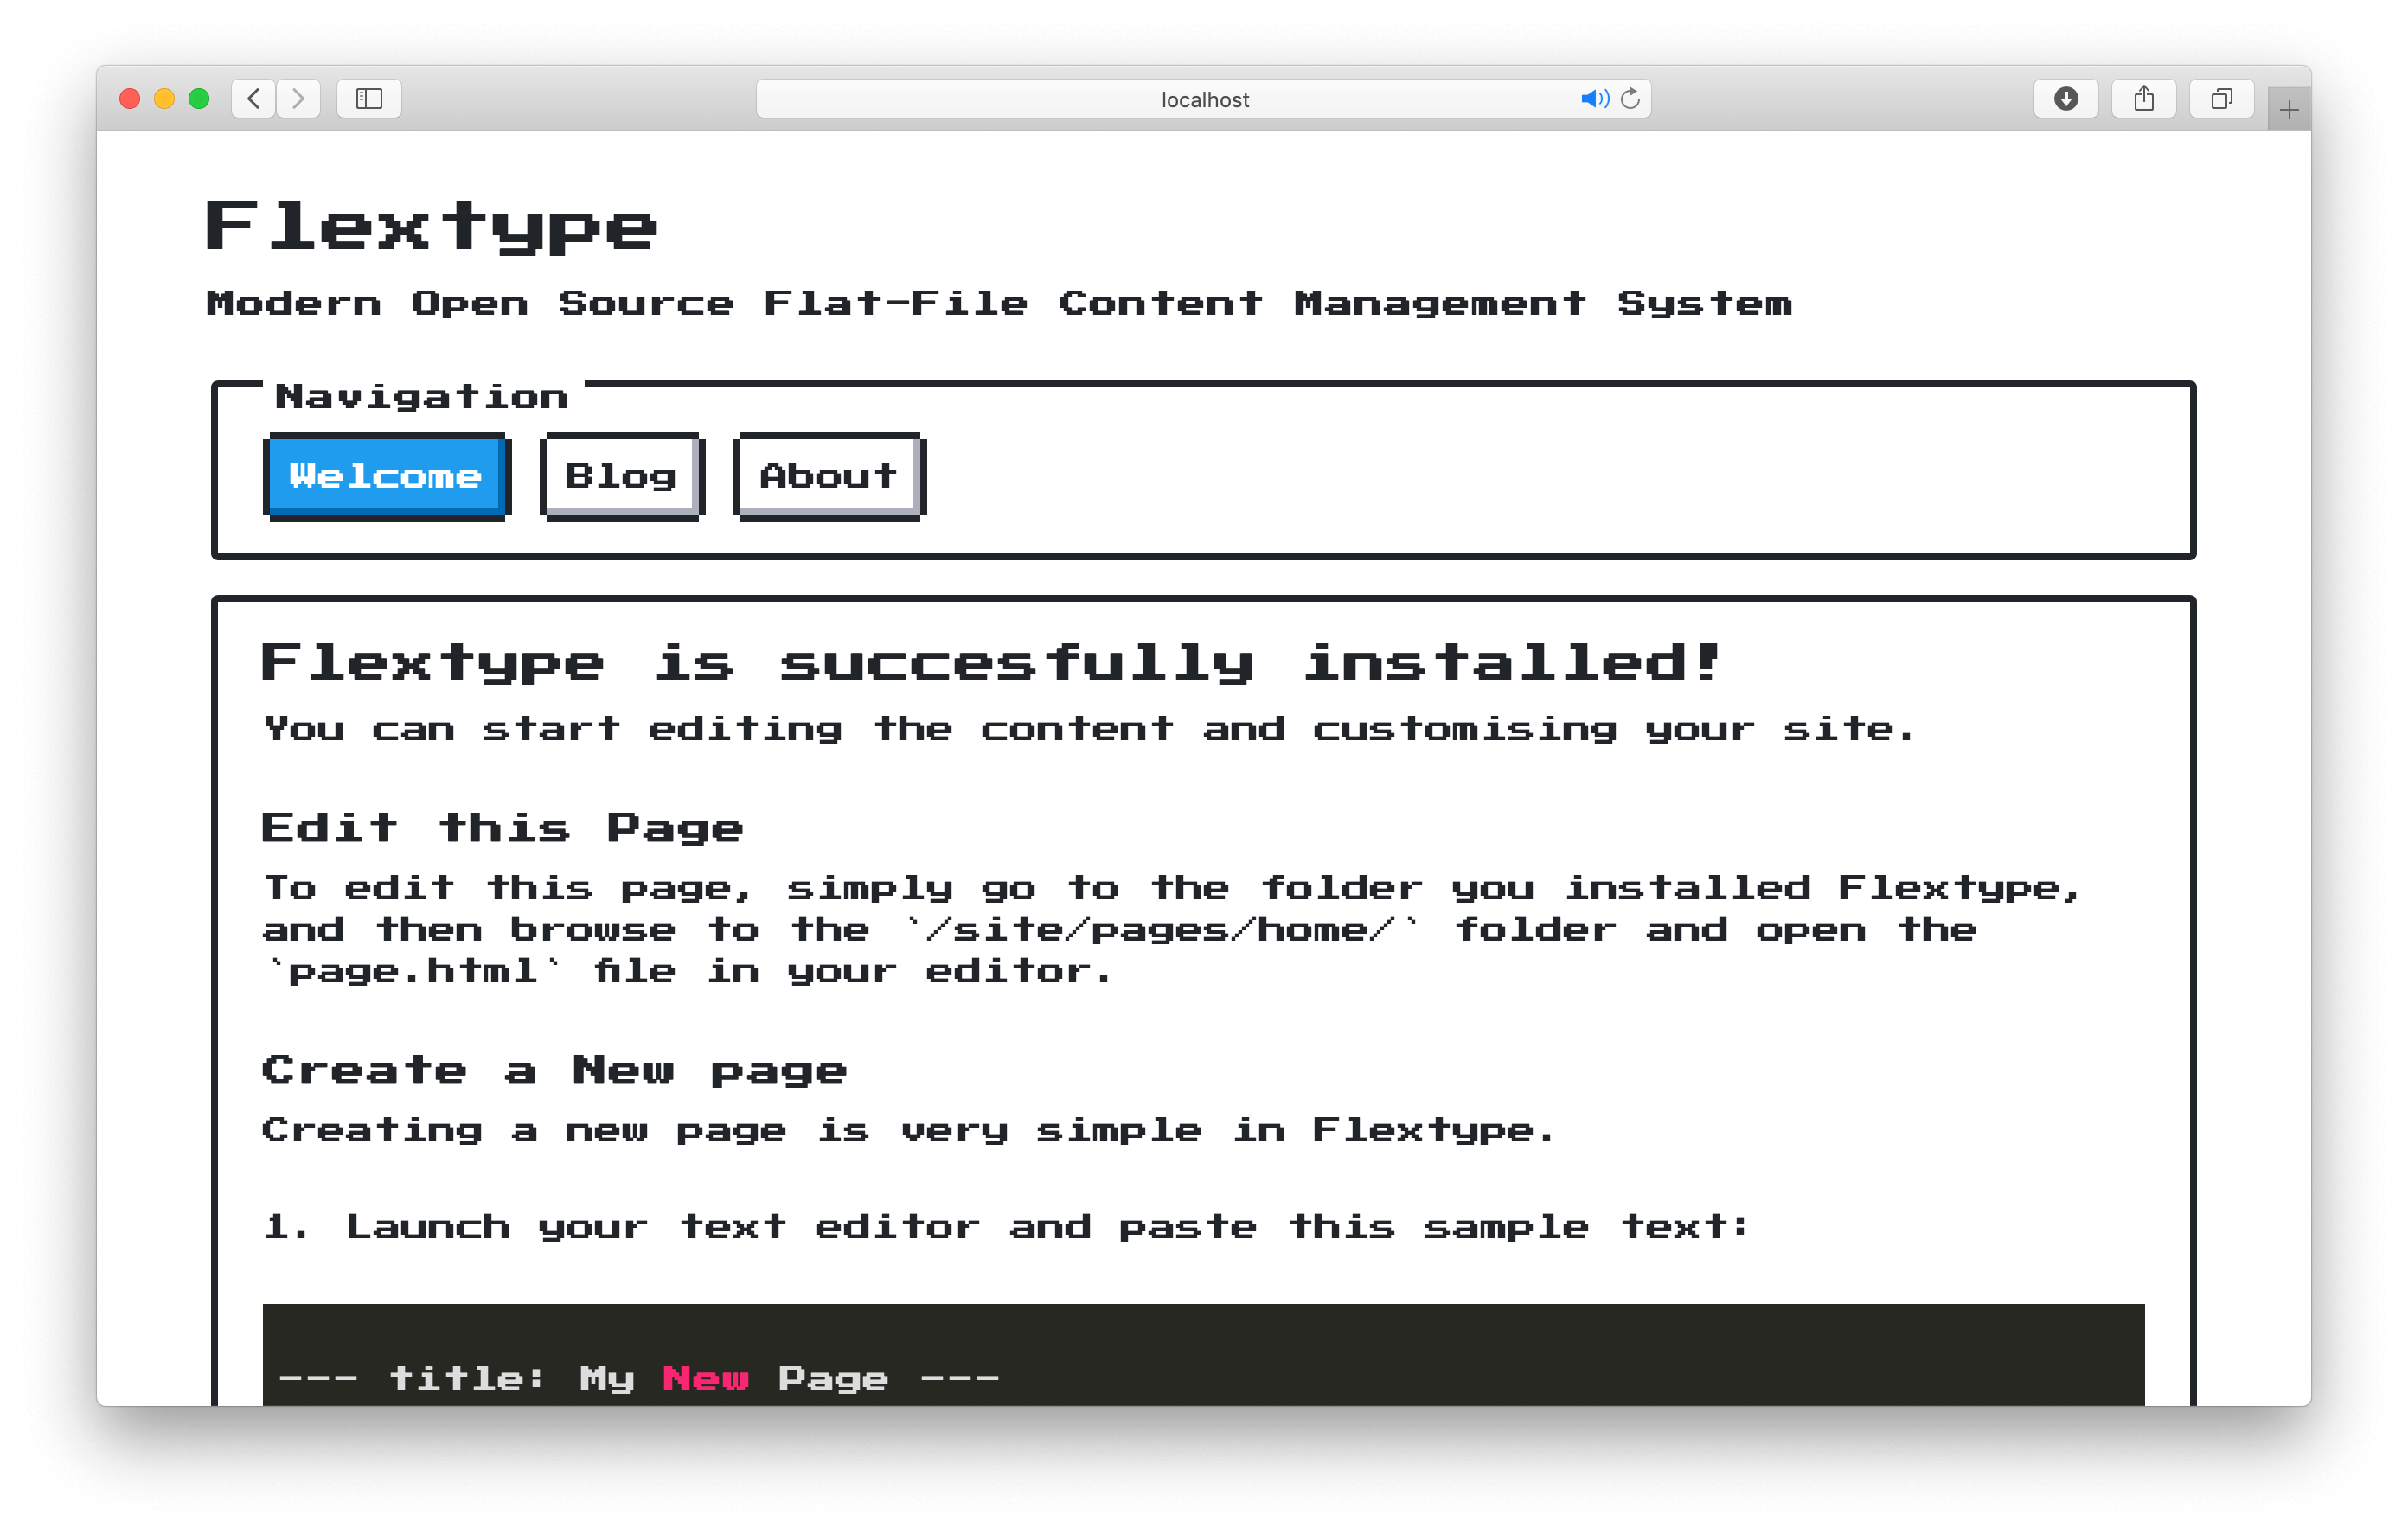 localhost
Flextype
Modern Open Source Flat-File Content Management System
Navigation
Welcome Blog About
Flextype is succesfully installed!
You can start editing the content and customising your site.
Edit this Page
To edit this page, simply go to the folder you installed Flextype,
and then browse to the `/site/pages/home/` folder and open the
`page.html` file in your editor.
Create a New page
Creating a new page is very simple in Flextype.
1. Launch your text editor and paste this sample text:
--- title: My New Page ---